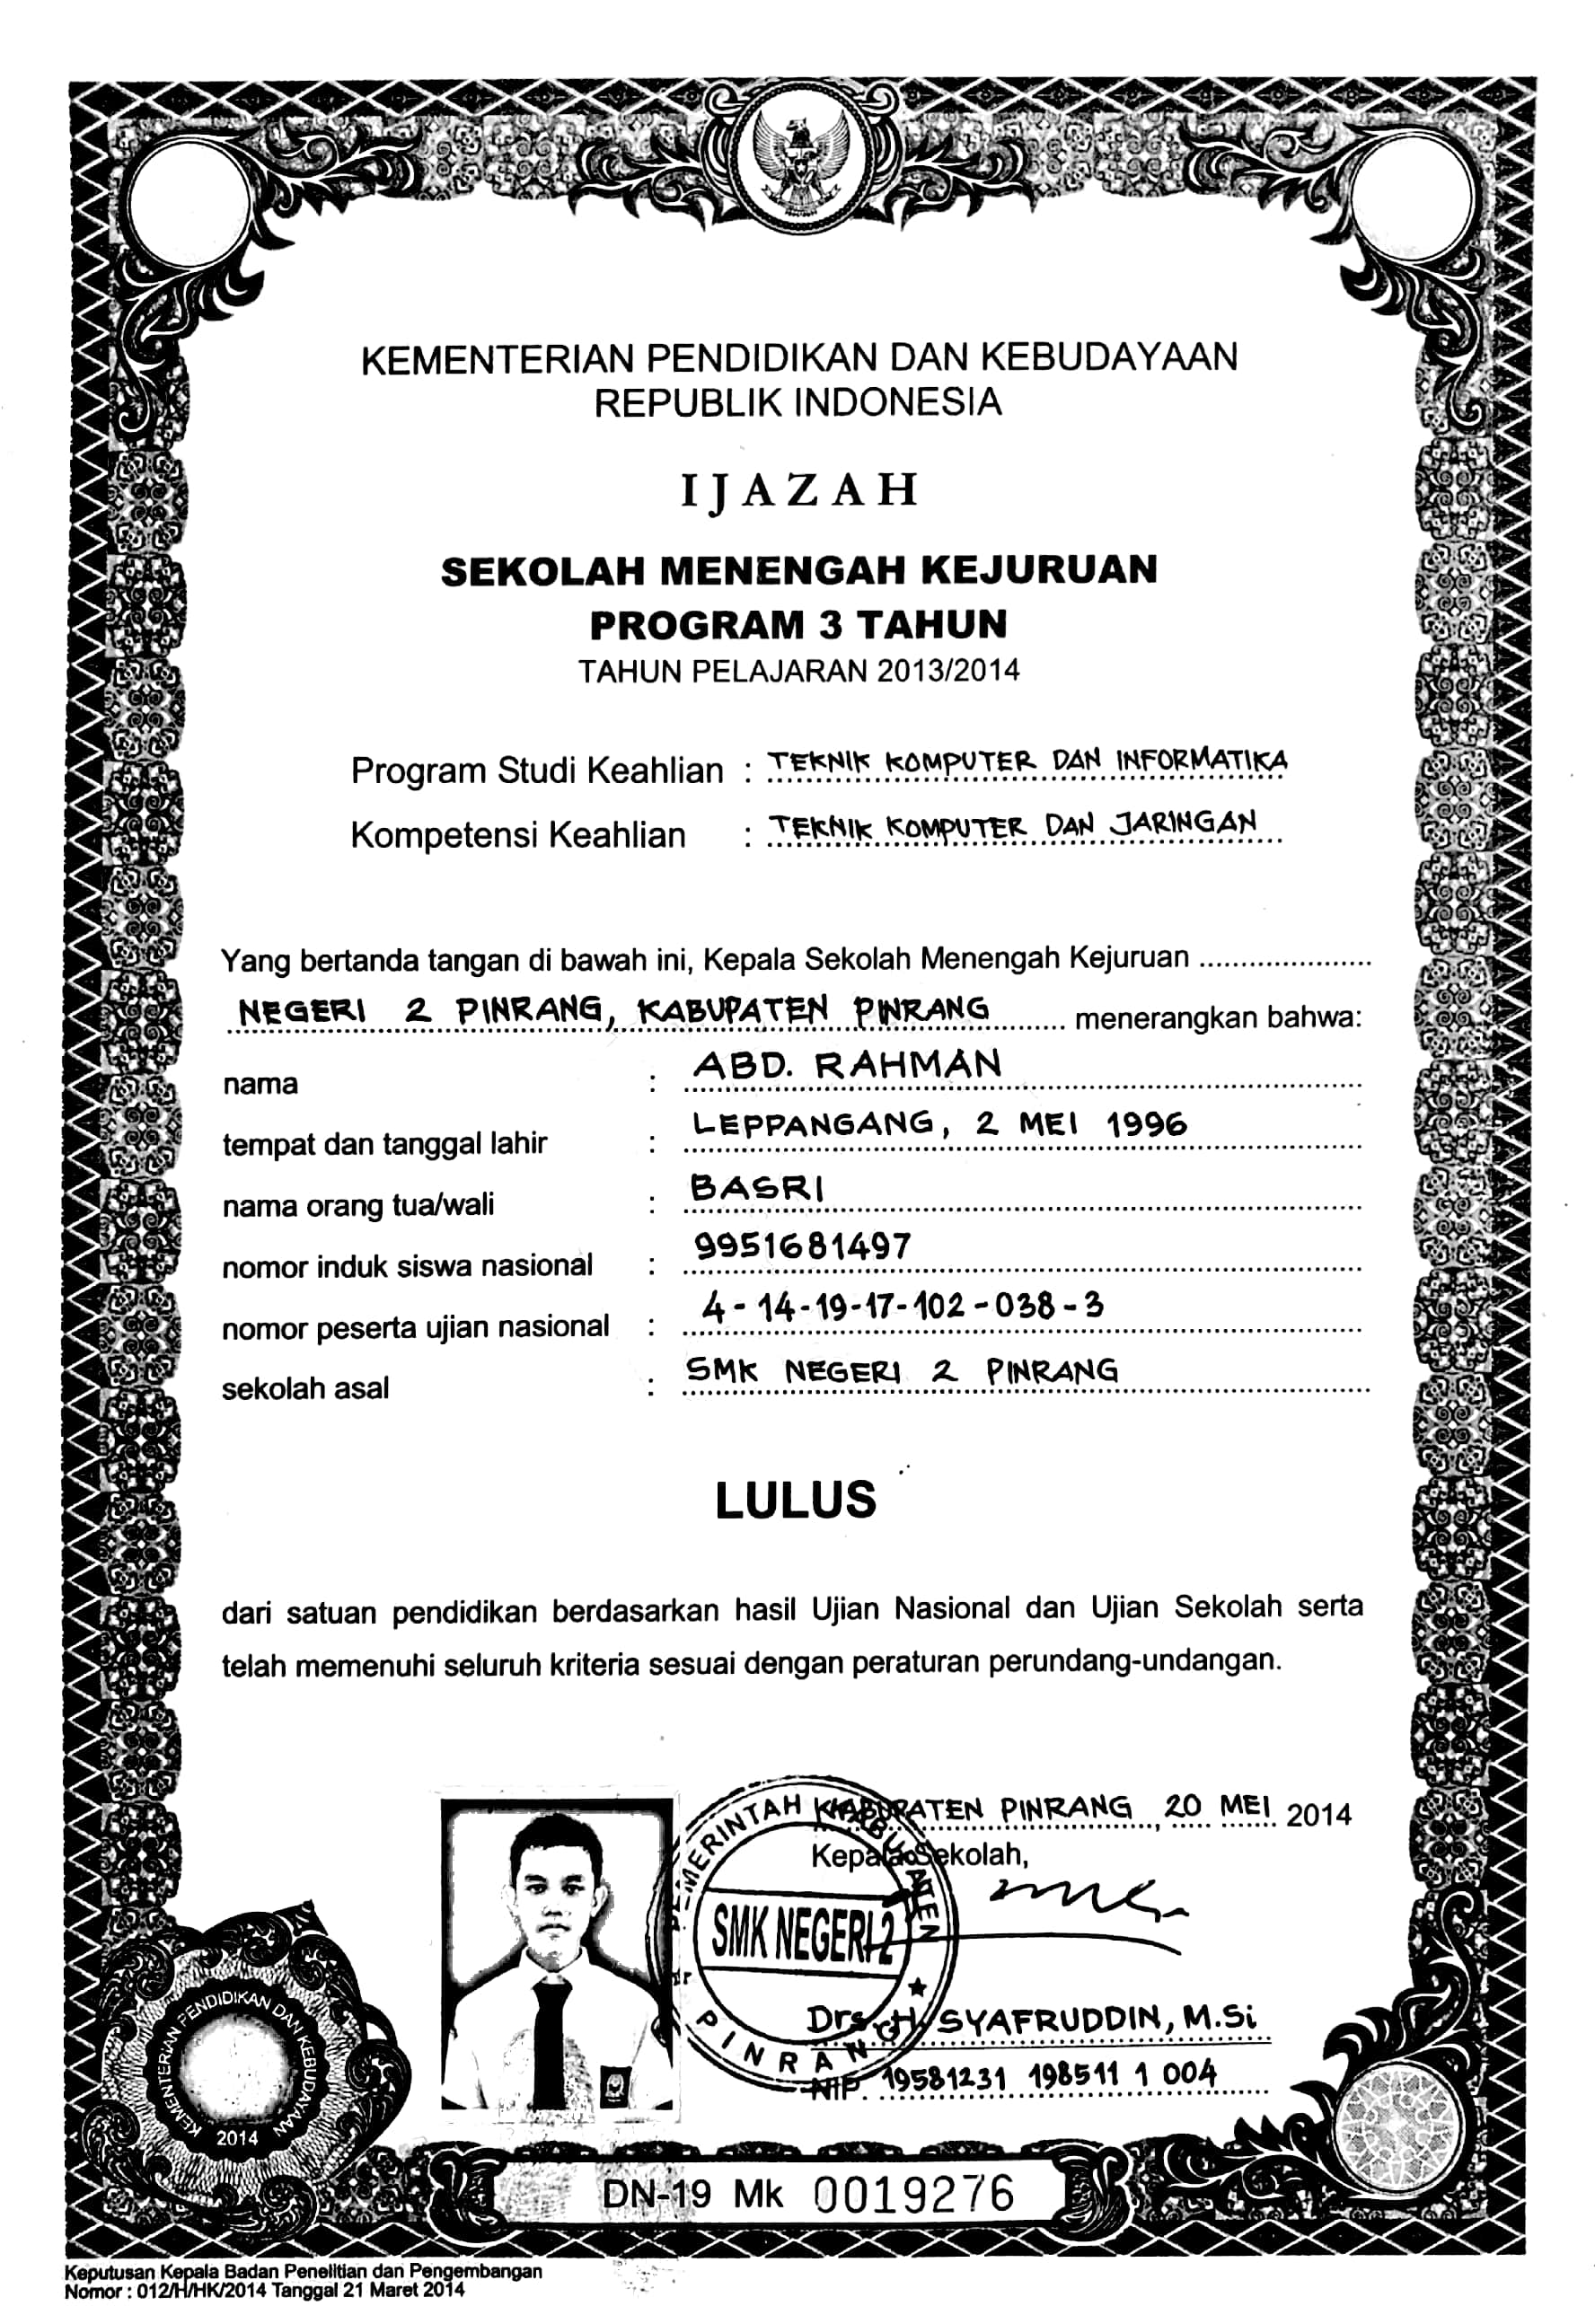 KEMENTERIAN PENDIDIKAN DAN KEBUDAYAAN
REPUBLIK INDONESIA
IJAZAH
SEKOLAH MENENGAH KEJURUAN
PROGRAM 3 TAHUN
TAHUN PELAJARAN 2013/2014
Program Studi Keahlian : TEKNIK KOMPUTER DAN INFORMATIKA
Kompetensi Keahlian : TEKNIK KOMPUTER DAN JARINGAN
Yang bertanda tangan di bawah ini, Kepala Sekolah Menengah Kejuruan .....................
NEGERI 2 PINRANG, KABUPATEN PINRANG menerangkan bahwa:
nama : ABD. RAHMAN
tempat dan tanggal lahir : LEPPANGANG, 2 MEI 1996
nama orang tua/wali : BASRI
nomor induk siswa nasional : 9951681497
nomor peserta ujian nasional : 4-14-19-17-102-038-3
sekolah asal : SMK NEGERI 2 PINRANG
LULUS
dari satuan pendidikan berdasarkan hasil Ujian Nasional dan Ujian Sekolah serta
telah memenuhi seluruh kriteria sesuai dengan peraturan perundang-undangan.
KABUPATEN PINRANG, 20 MEI 2014
Kepala Sekolah,
PEMERINTAH KABUPATEN
SMK NEGERI 2
PINRANG
Drs. H. SYAFRUDDIN, M.Si
NIP. 19581231 198511 1 004
KEMENTERIAN PENDIDIKAN DAN KEBUDAYAAN
2014
DN-19 Mk 0019276
Keputusan Kepala Badan Penelitian dan Pengembangan
Nomor : 012/H/HK/2014 Tanggal 21 Maret 2014